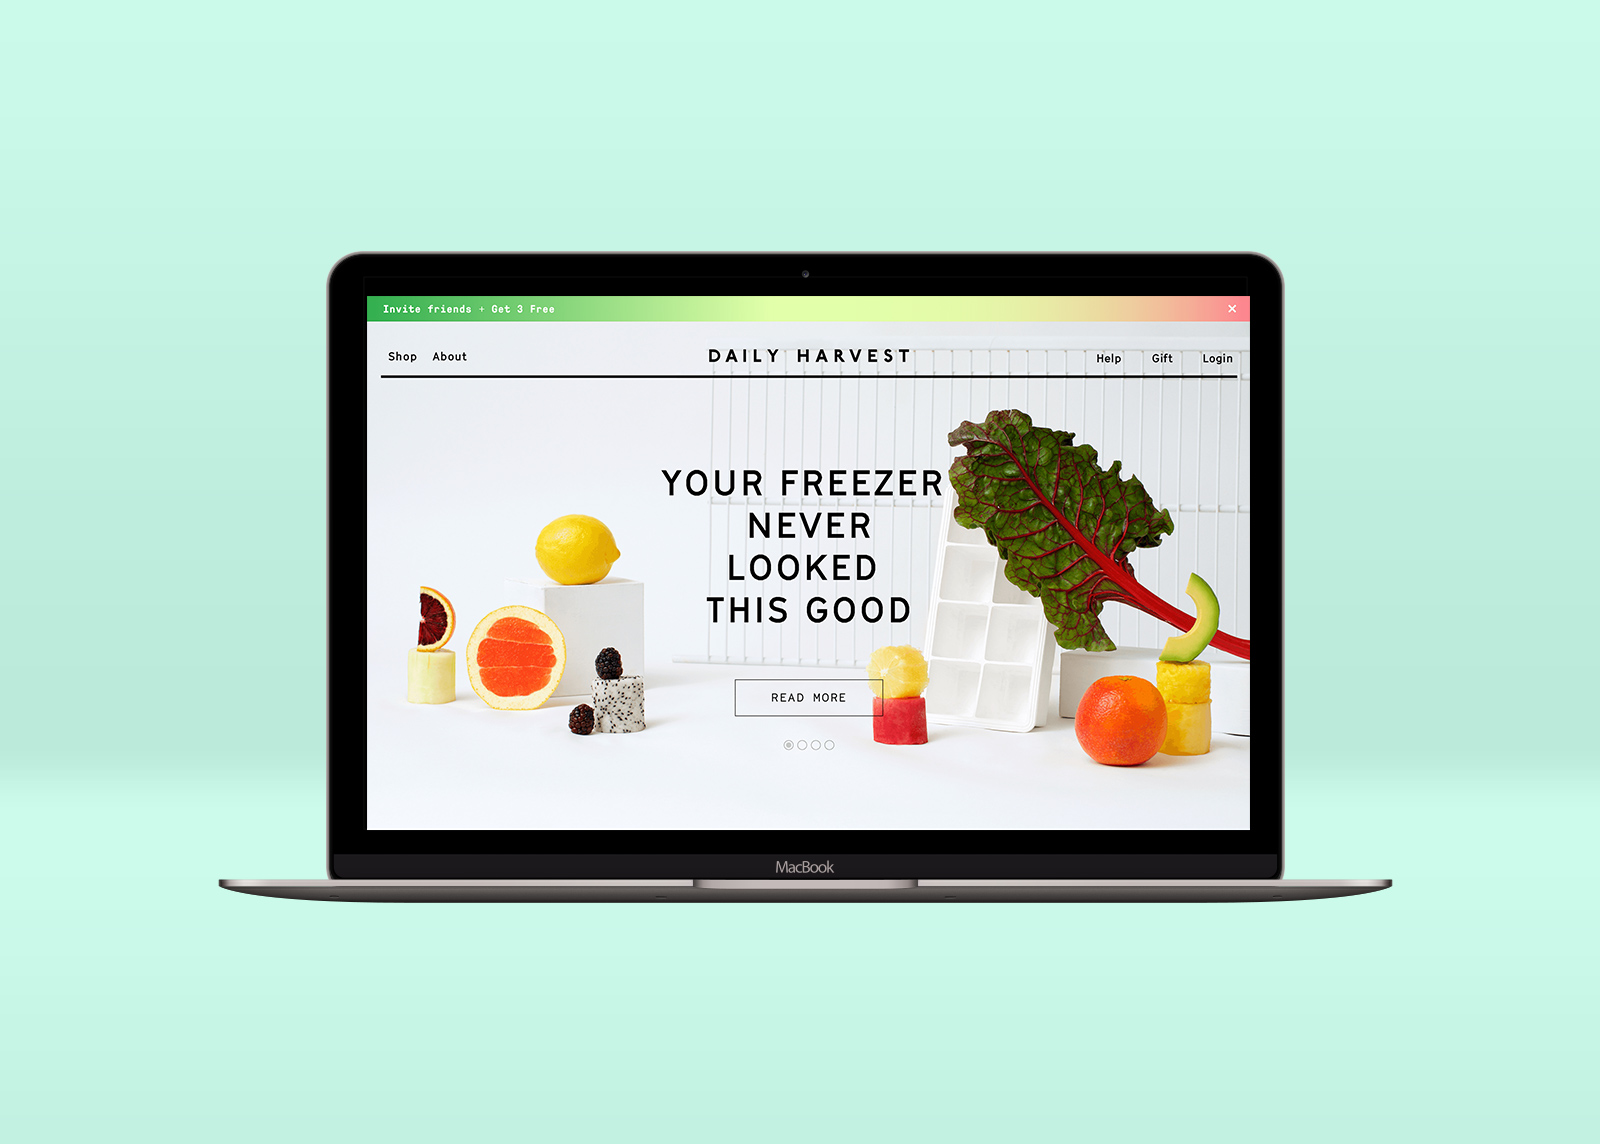 Invite friends + Get 3 Free
Shop About DAILY HARVEST Help Gift Login
YOUR FREEZER
NEVER
LOOKED
THIS GOOD
READ MORE
MacBook